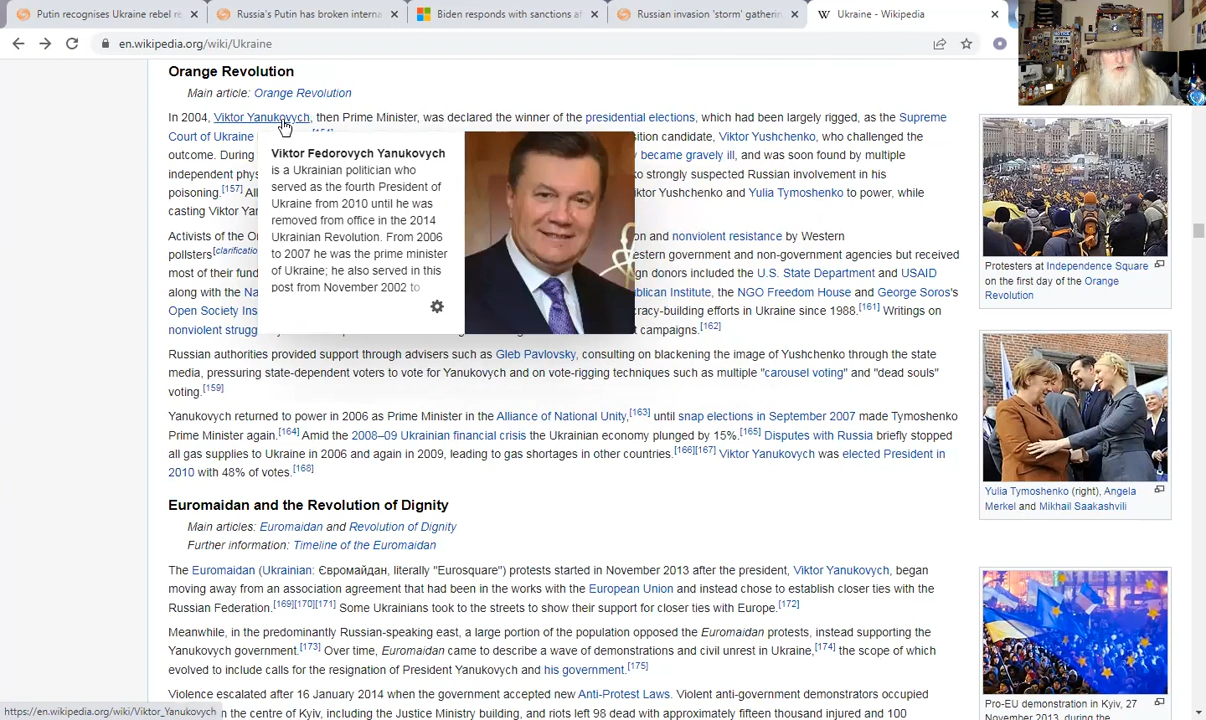 Putin recognises Ukraine rebel re
Russia's Putin has broken interna
Biden responds with sanctions af
Russian invasion 'storm' gatherin
Ukraine - Wikipedia
en.wikipedia.org/wiki/Ukraine
Orange Revolution
Main article: Orange Revolution
In 2004, Viktor Yanukovych, then Prime Minister, was declared the winner of the presidential elections, which had been largely rigged, as the Supreme
Court of Ukraine sition candidate, Viktor Yushchenko, who challenged the
outcome. During y became gravely ill, and was soon found by multiple
independent phys o strongly suspected Russian involvement in his
poisoning.[157] All iktor Yushchenko and Yulia Tymoshenko to power, while
casting Viktor Yan
Activists of the Or on and nonviolent resistance by Western
pollsters[clarification estern government and non-government agencies but received
most of their fund gn donors included the U.S. State Department and USAID
along with the Na ublican Institute, the NGO Freedom House and George Soros's
Open Society Ins cracy-building efforts in Ukraine since 1988.[161] Writings on
nonviolent strugg campaigns.[162]
Viktor Fedorovych Yanukovych
is a Ukrainian politician who
served as the fourth President of
Ukraine from 2010 until he was
removed from office in the 2014
Ukrainian Revolution. From 2006
to 2007 he was the prime minister
of Ukraine; he also served in this
post from November 2002 to
Russian authorities provided support through advisers such as Gleb Pavlovsky, consulting on blackening the image of Yushchenko through the state
media, pressuring state-dependent voters to vote for Yanukovych and on vote-rigging techniques such as multiple "carousel voting" and "dead souls"
voting.[159]
Yanukovych returned to power in 2006 as Prime Minister in the Alliance of National Unity,[163] until snap elections in September 2007 made Tymoshenko
Prime Minister again.[164] Amid the 2008–09 Ukrainian financial crisis the Ukrainian economy plunged by 15%.[165] Disputes with Russia briefly stopped
all gas supplies to Ukraine in 2006 and again in 2009, leading to gas shortages in other countries.[166][167] Viktor Yanukovych was elected President in
2010 with 48% of votes.[168]
Euromaidan and the Revolution of Dignity
Main articles: Euromaidan and Revolution of Dignity
Further information: Timeline of the Euromaidan
The Euromaidan (Ukrainian: Євромайдан, literally "Eurosquare") protests started in November 2013 after the president, Viktor Yanukovych, began
moving away from an association agreement that had been in the works with the European Union and instead chose to establish closer ties with the
Russian Federation.[169][170][171] Some Ukrainians took to the streets to show their support for closer ties with Europe.[172]
Meanwhile, in the predominantly Russian-speaking east, a large portion of the population opposed the Euromaidan protests, instead supporting the
Yanukovych government.[173] Over time, Euromaidan came to describe a wave of demonstrations and civil unrest in Ukraine,[174] the scope of which
evolved to include calls for the resignation of President Yanukovych and his government.[175]
Violence escalated after 16 January 2014 when the government accepted new Anti-Protest Laws. Violent anti-government demonstrators occupied
n the centre of Kyiv, including the Justice Ministry building, and riots left 98 dead with approximately fifteen thousand injured and 100
Protesters at Independence Square
on the first day of the Orange
Revolution
Yulia Tymoshenko (right), Angela
Merkel and Mikhail Saakashvili
Pro-EU demonstration in Kyiv, 27
November 2013, during the
https://en.wikipedia.org/wiki/Viktor_Yanukovych